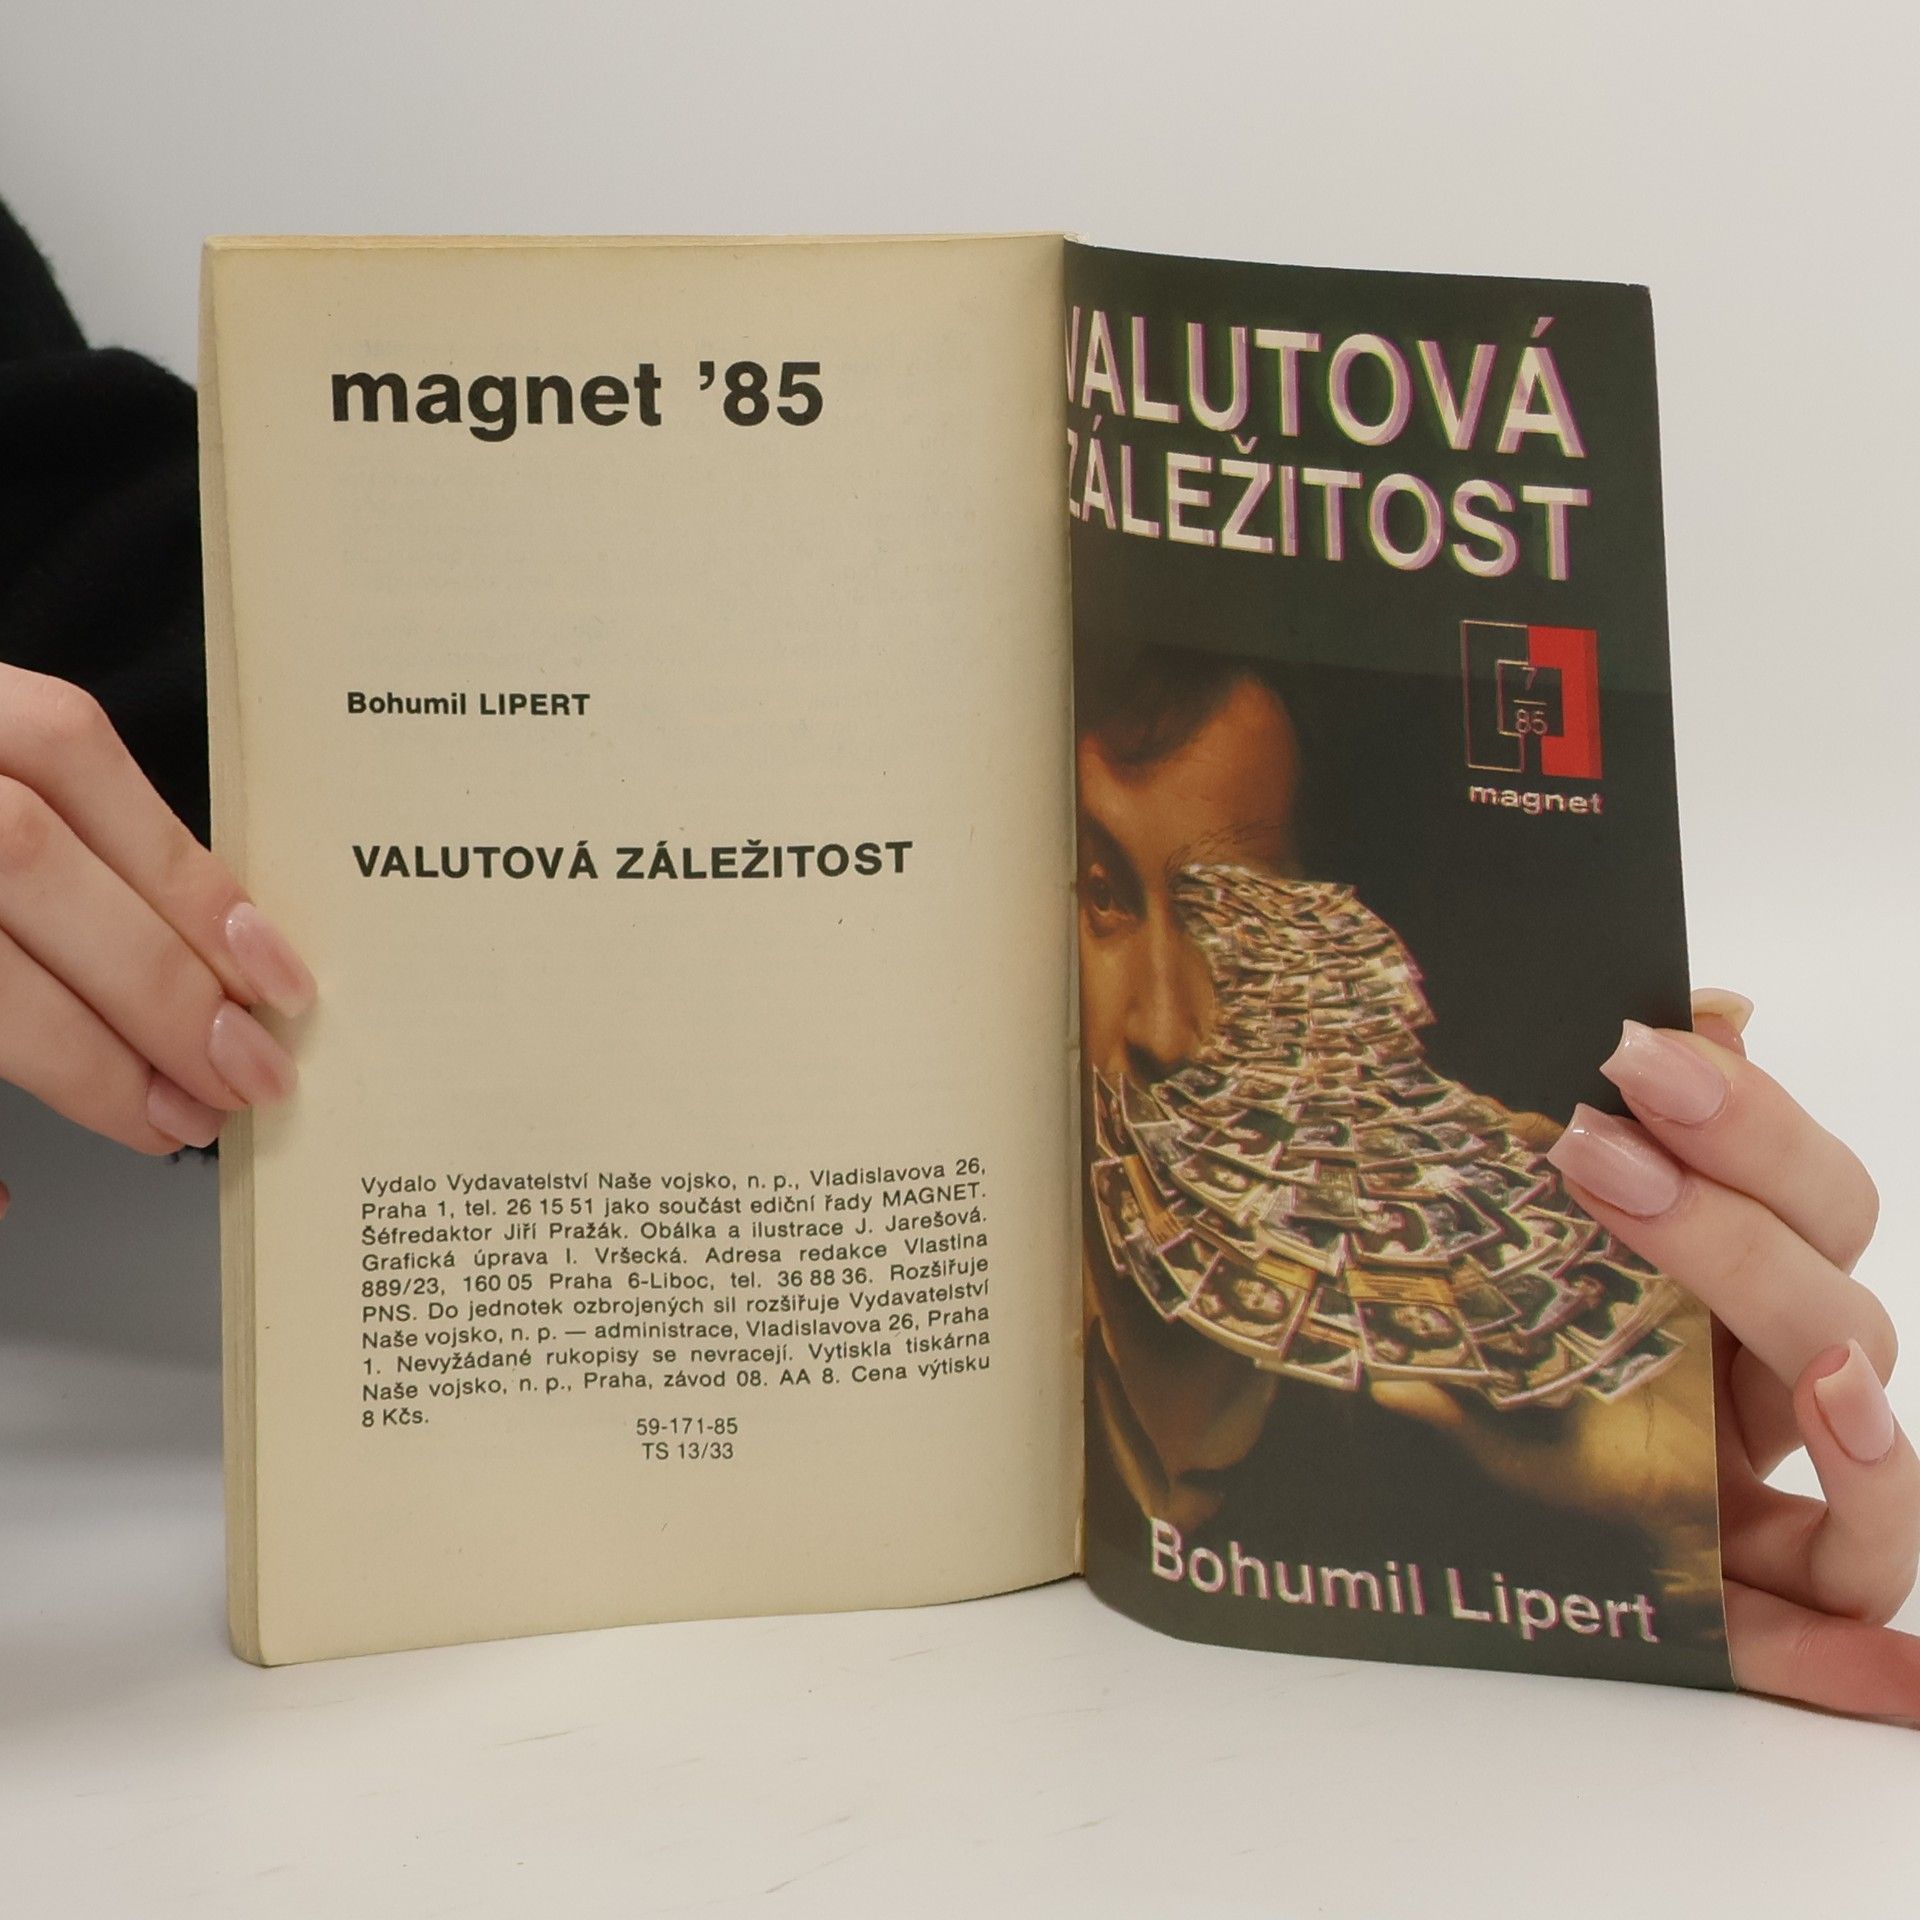 magnet ’85
Bohumil LIPERT
VALUTOVÁ ZÁLEŽITOST
Vydalo Vydavatelství Naše vojsko, n. p., Vladislavova 26,
Praha 1, tel. 26 15 51 jako součást ediční řady MAGNET.
Šéfredaktor Jiří Pražák. Obálka a ilustrace J. Jarešová.
Grafická úprava I. Vršecká. Adresa redakce Vlastina
889/23, 160 05 Praha 6-Liboc, tel. 36 88 36. Rozšiřuje
PNS. Do jednotek ozbrojených sil rozšiřuje Vydavatelství
Naše vojsko, n. p. — administrace, Vladislavova 26, Praha
1. Nevyžádané rukopisy se nevracejí. Vytiskla tiskárna
Naše vojsko, n. p., Praha, závod 08. AA 8. Cena výtisku
8 Kčs.
59-171-85
TS 13/33
VALUTOVÁ
ZÁLEŽITOST
7
85
magnet
Bohumil Lipert